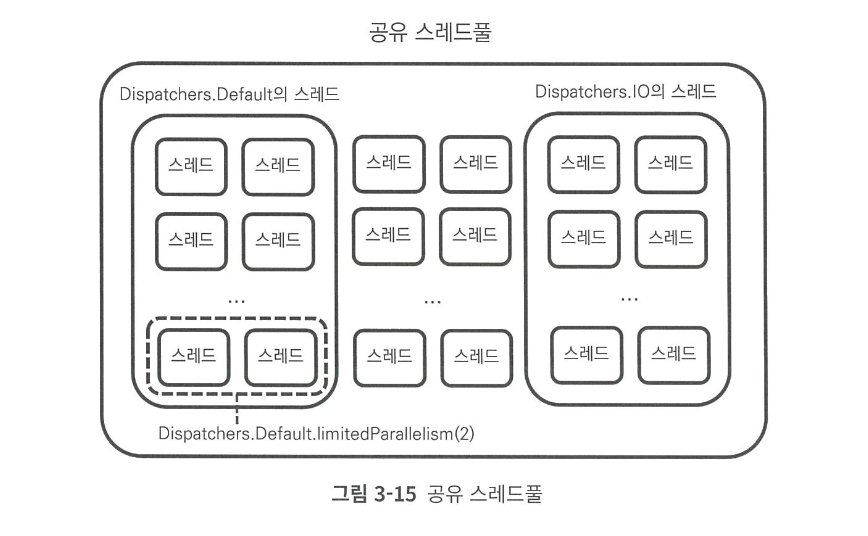 공유 스레드풀
Dispatchers.Default의 스레드
Dispatchers.IO의 스레드
스레드 스레드 스레드 스레드 스레드 스레드
스레드 스레드 스레드 스레드 스레드 스레드
... ... ...
스레드 스레드 스레드 스레드 스레드 스레드
Dispatchers.Default.limitedParallelism(2)
그림 3-15 공유 스레드풀